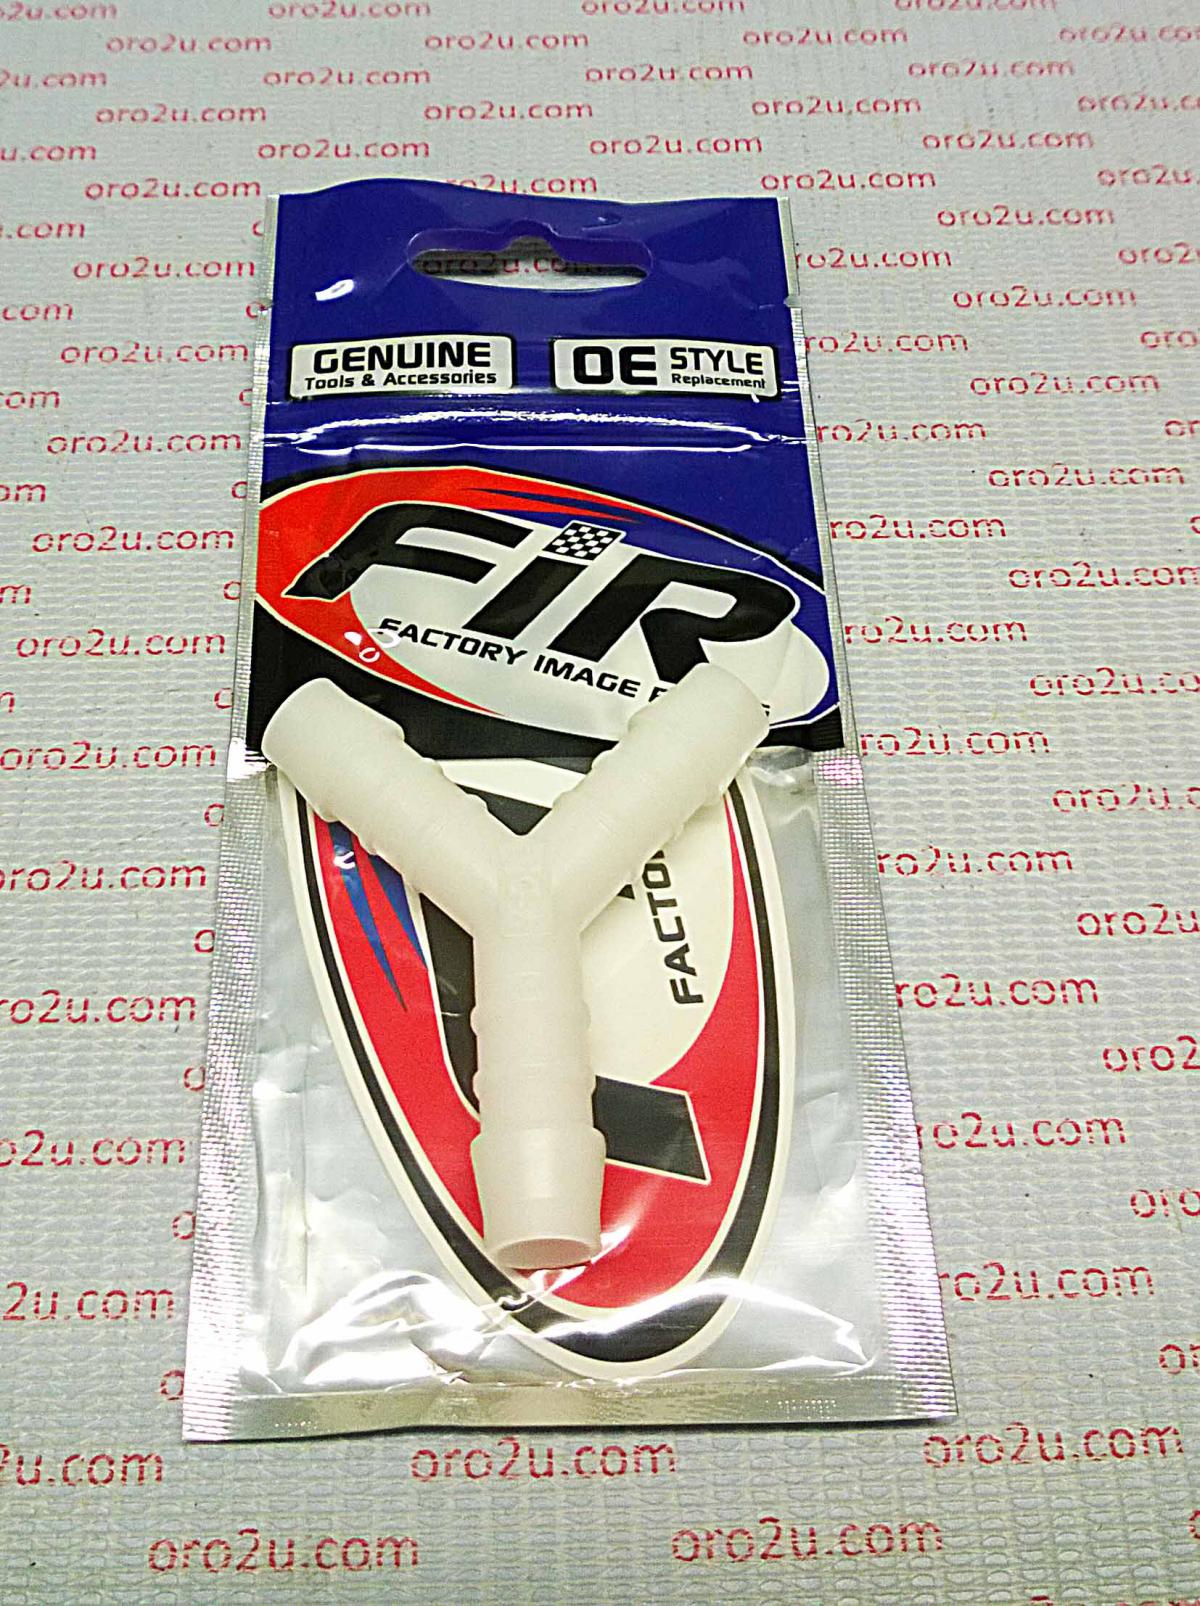 oro2u.com
GENUINE
Tools & Accessories
OE STYLE
Replacement
FiR
FACTORY IMAGE
FACTO